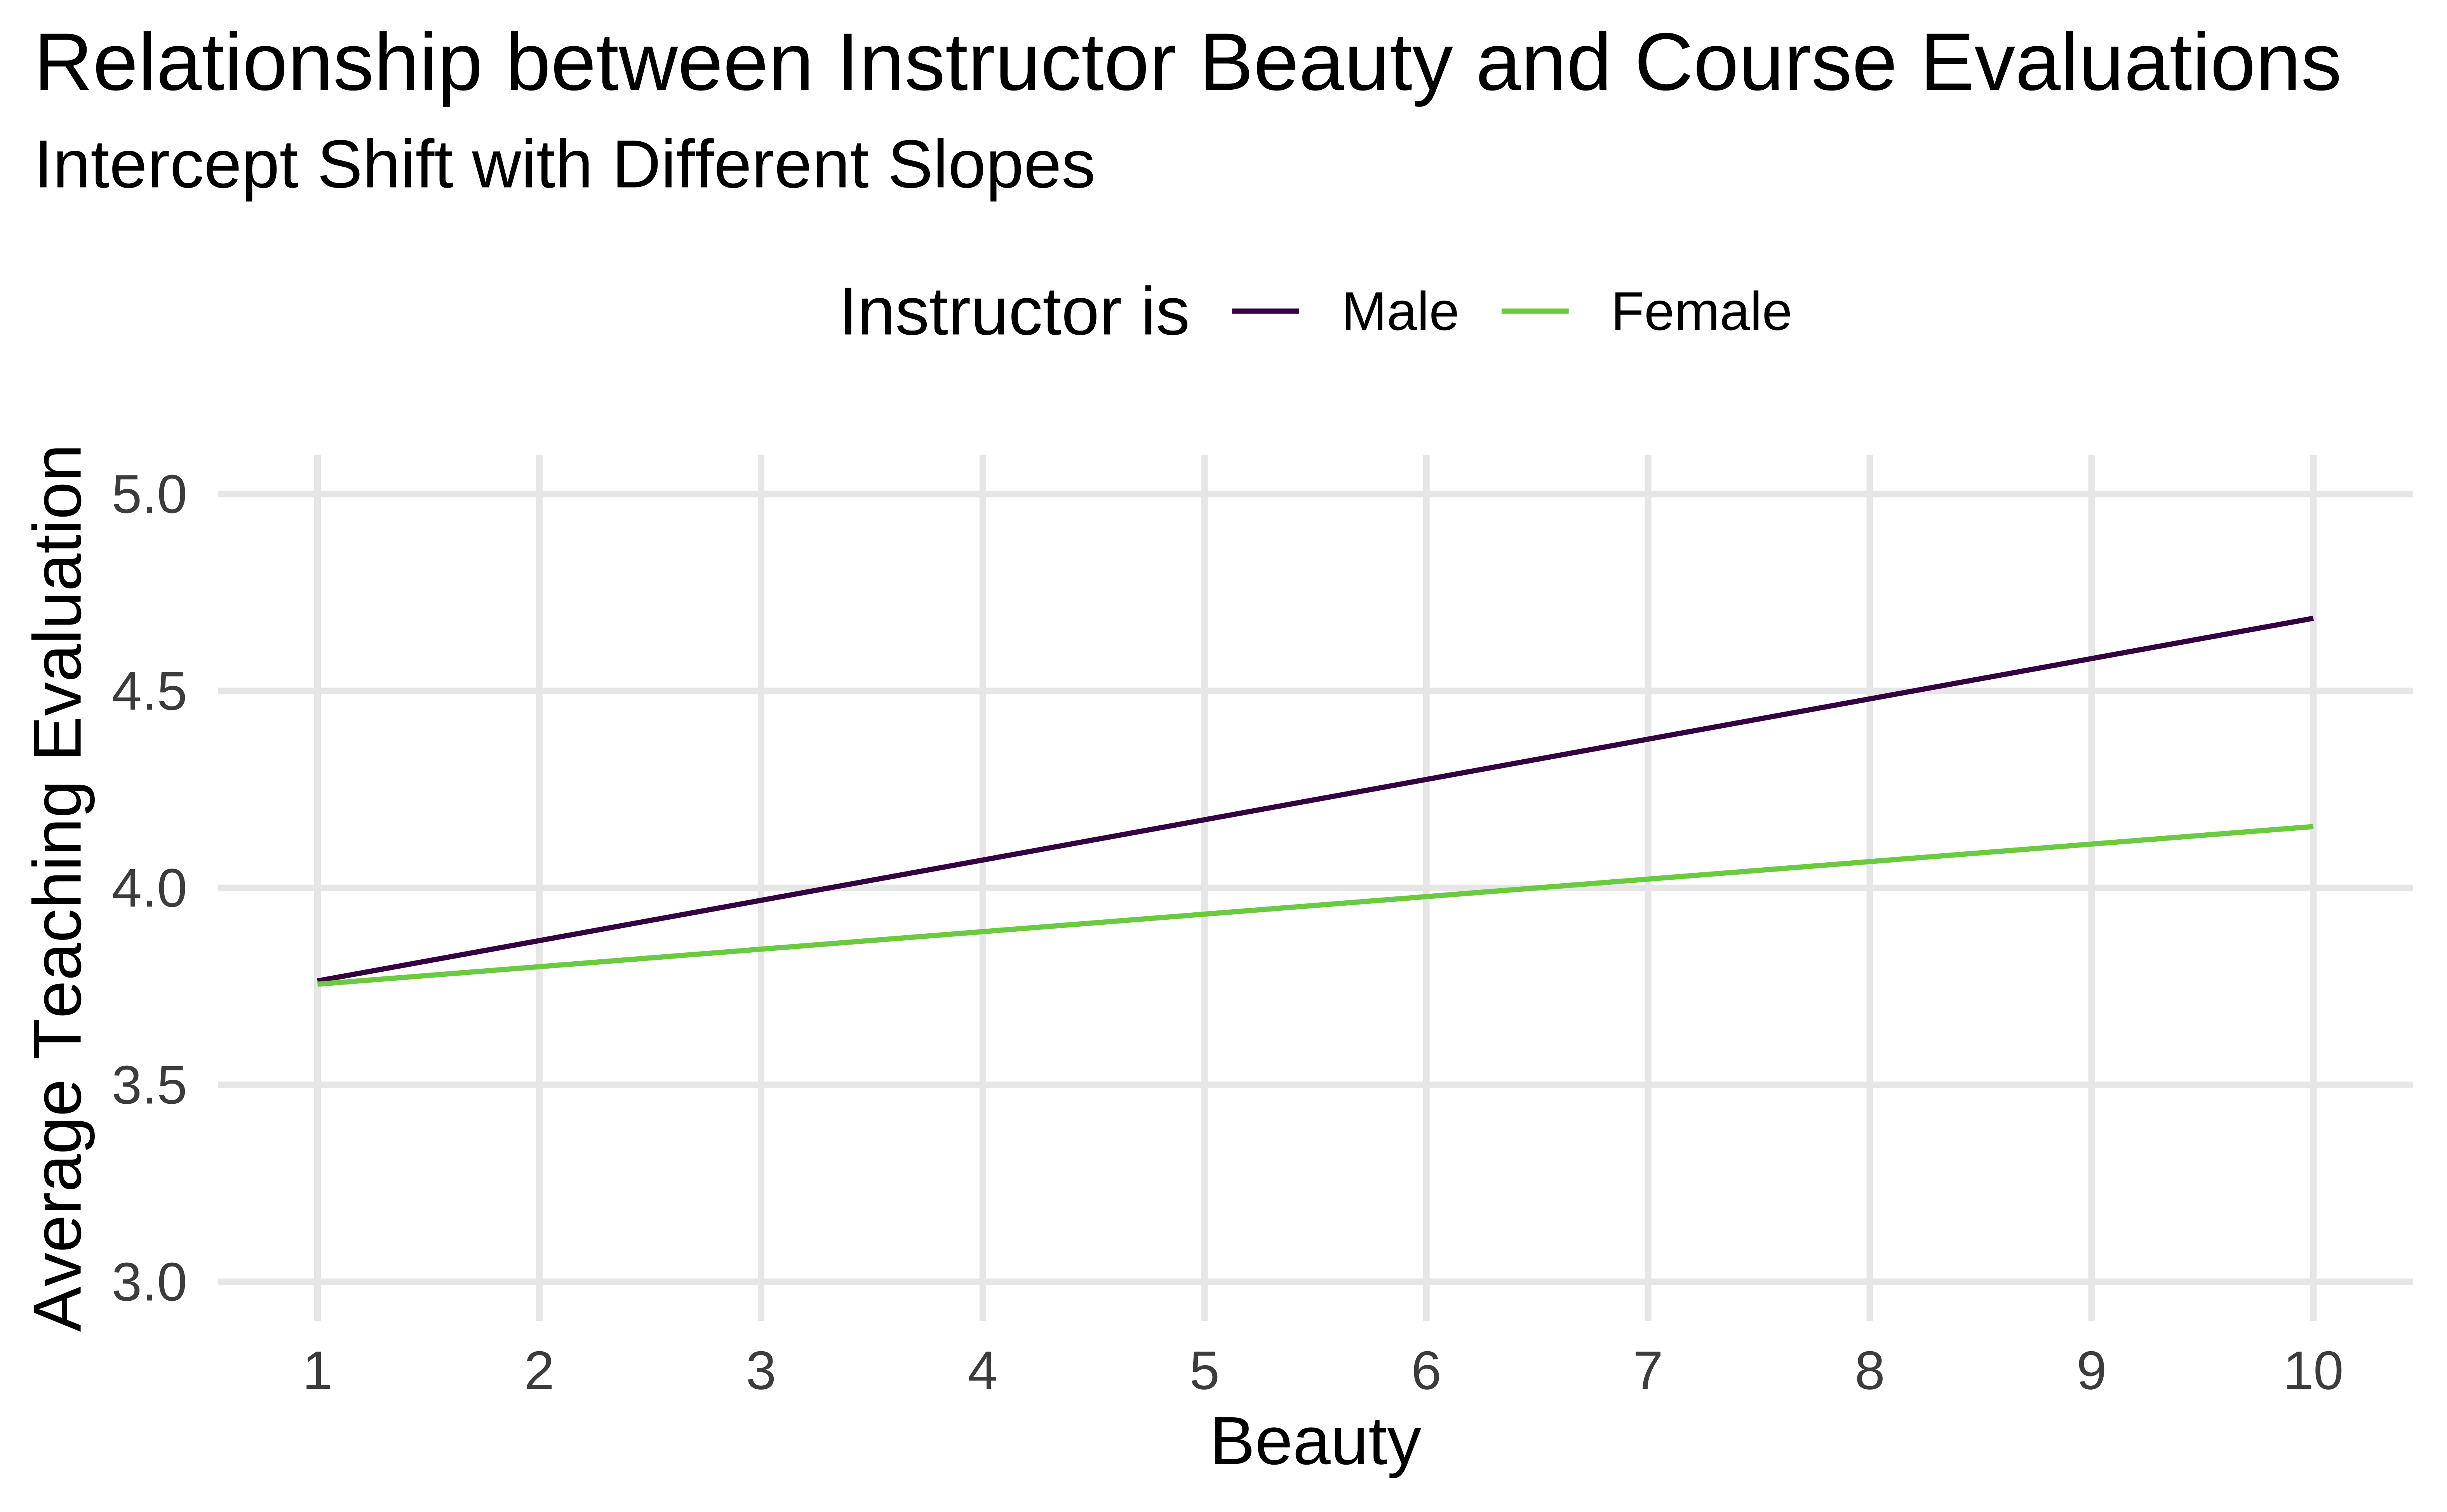 Relationship between Instructor Beauty and Course Evaluations
Intercept Shift with Different Slopes
Instructor is Male Female
Average Teaching Evaluation
5.0
4.5
4.0
3.5
3.0
1 2 3 4 5 6 7 8 9 10
Beauty